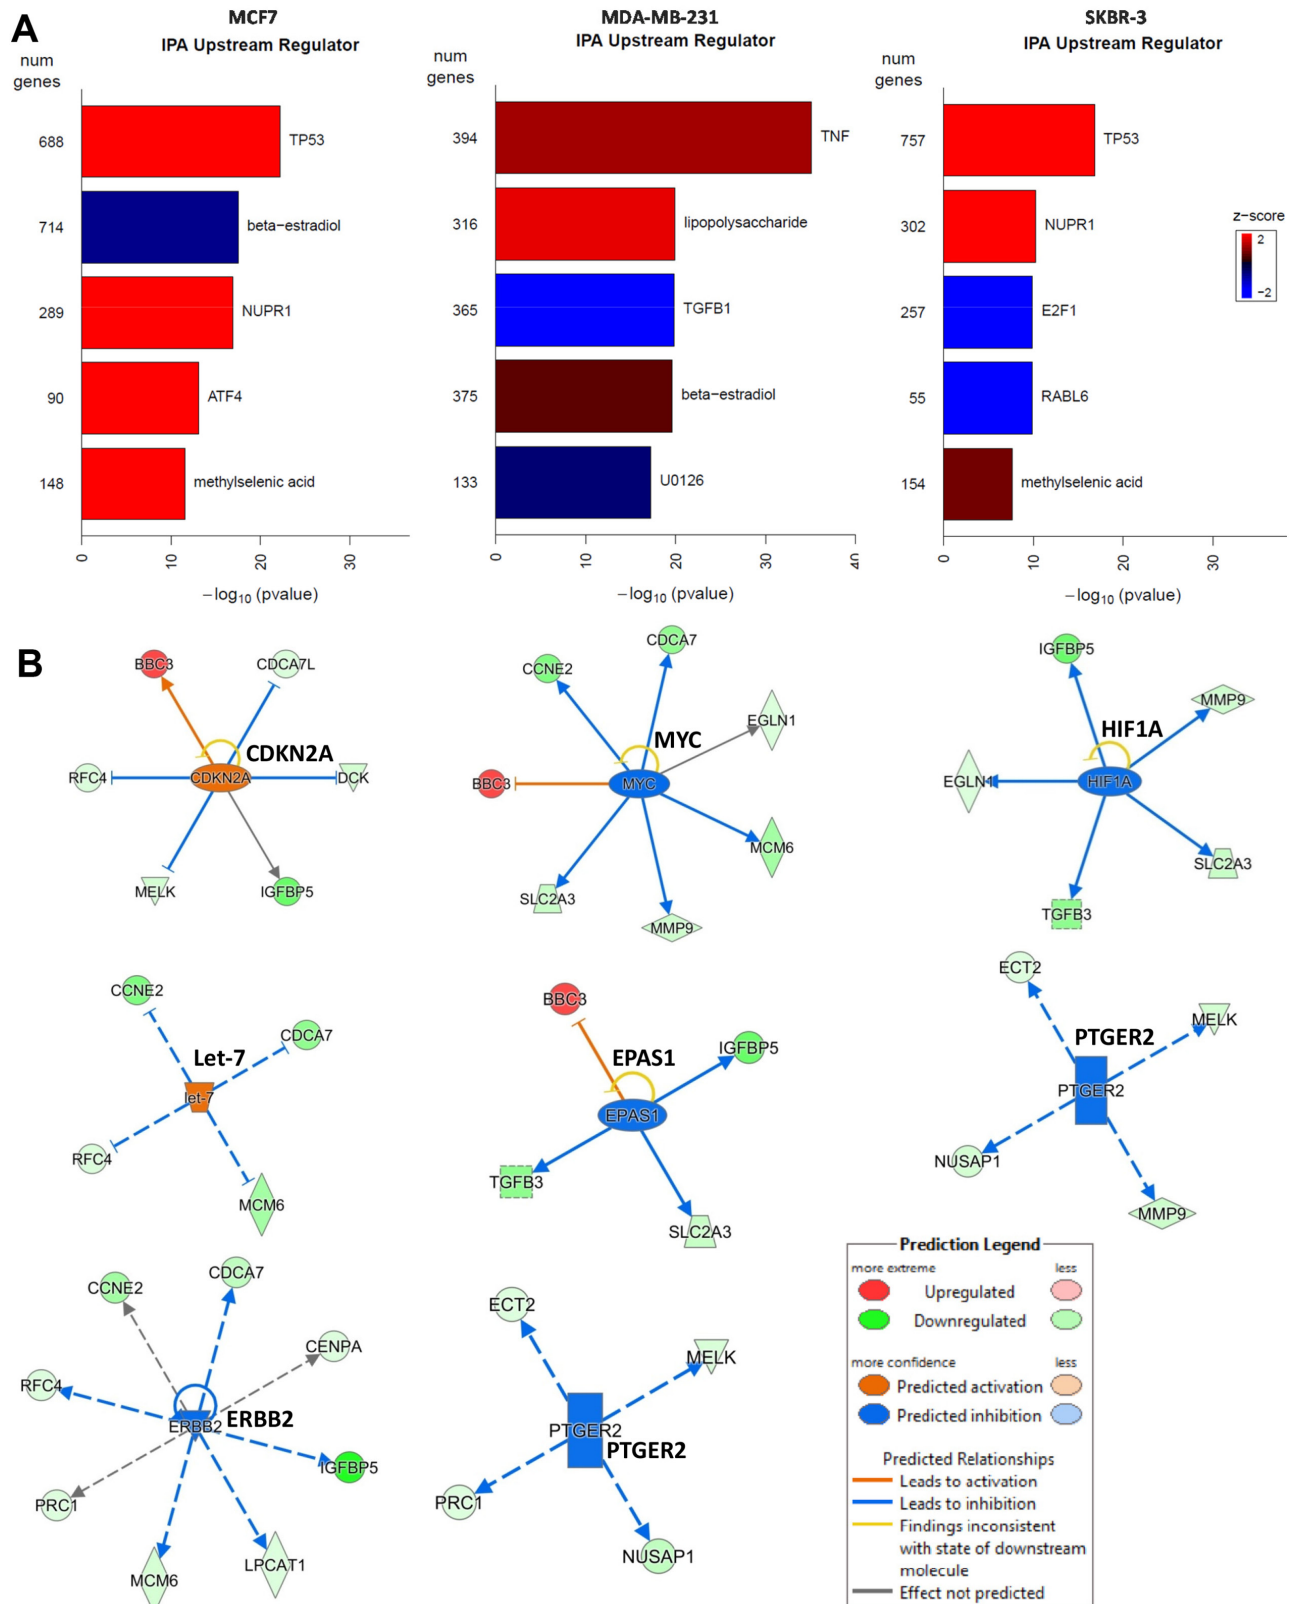 A
MCF7
IPA Upstream Regulator
num
genes
688
TP53
714
beta−estradiol
289
NUPR1
90
ATF4
148
methylselenic acid
0
10
20
30
−log10 (pvalue)
MDA-MB-231
IPA Upstream Regulator
num
genes
394
TNF
316
lipopolysaccharide
365
TGFB1
375
beta−estradiol
133
U0126
0
10
20
30
40
−log10 (pvalue)
SKBR-3
IPA Upstream Regulator
num
genes
757
TP53
302
NUPR1
257
E2F1
55
RABL6
154
methylselenic acid
0
10
20
30
−log10 (pvalue)
z−score
2
−2
B
BBC3
CDCA7L
CDKN2A
RFC4
CDKN2A
DCK
MELK
IGFBP5
CDCA7
CCNE2
EGLN1
MYC
BBC3
MYC
MCM6
SLC2A3
MMP9
IGFBP5
MMP9
HIF1A
EGLN1
HIF1A
SLC2A3
TGFB3
CCNE2
CDCA7
Let-7
let-7
RFC4
MCM6
BBC3
IGFBP5
EPAS1
EPAS1
TGFB3
SLC2A3
ECT2
MELK
PTGER2
PTGER2
NUSAP1
MMP9
CDCA7
CCNE2
CENPA
RFC4
ERBB2
ERBB2
IGFBP5
PRC1
LPCAT1
MCM6
ECT2
MELK
PTGER2
PTGER2
PRC1
NUSAP1
Prediction Legend
more extreme less
Upregulated
Downregulated
more confidence less
Predicted activation
Predicted inhibition
Predicted Relationships
Leads to activation
Leads to inhibition
Findings inconsistent
with state of downstream
molecule
Effect not predicted